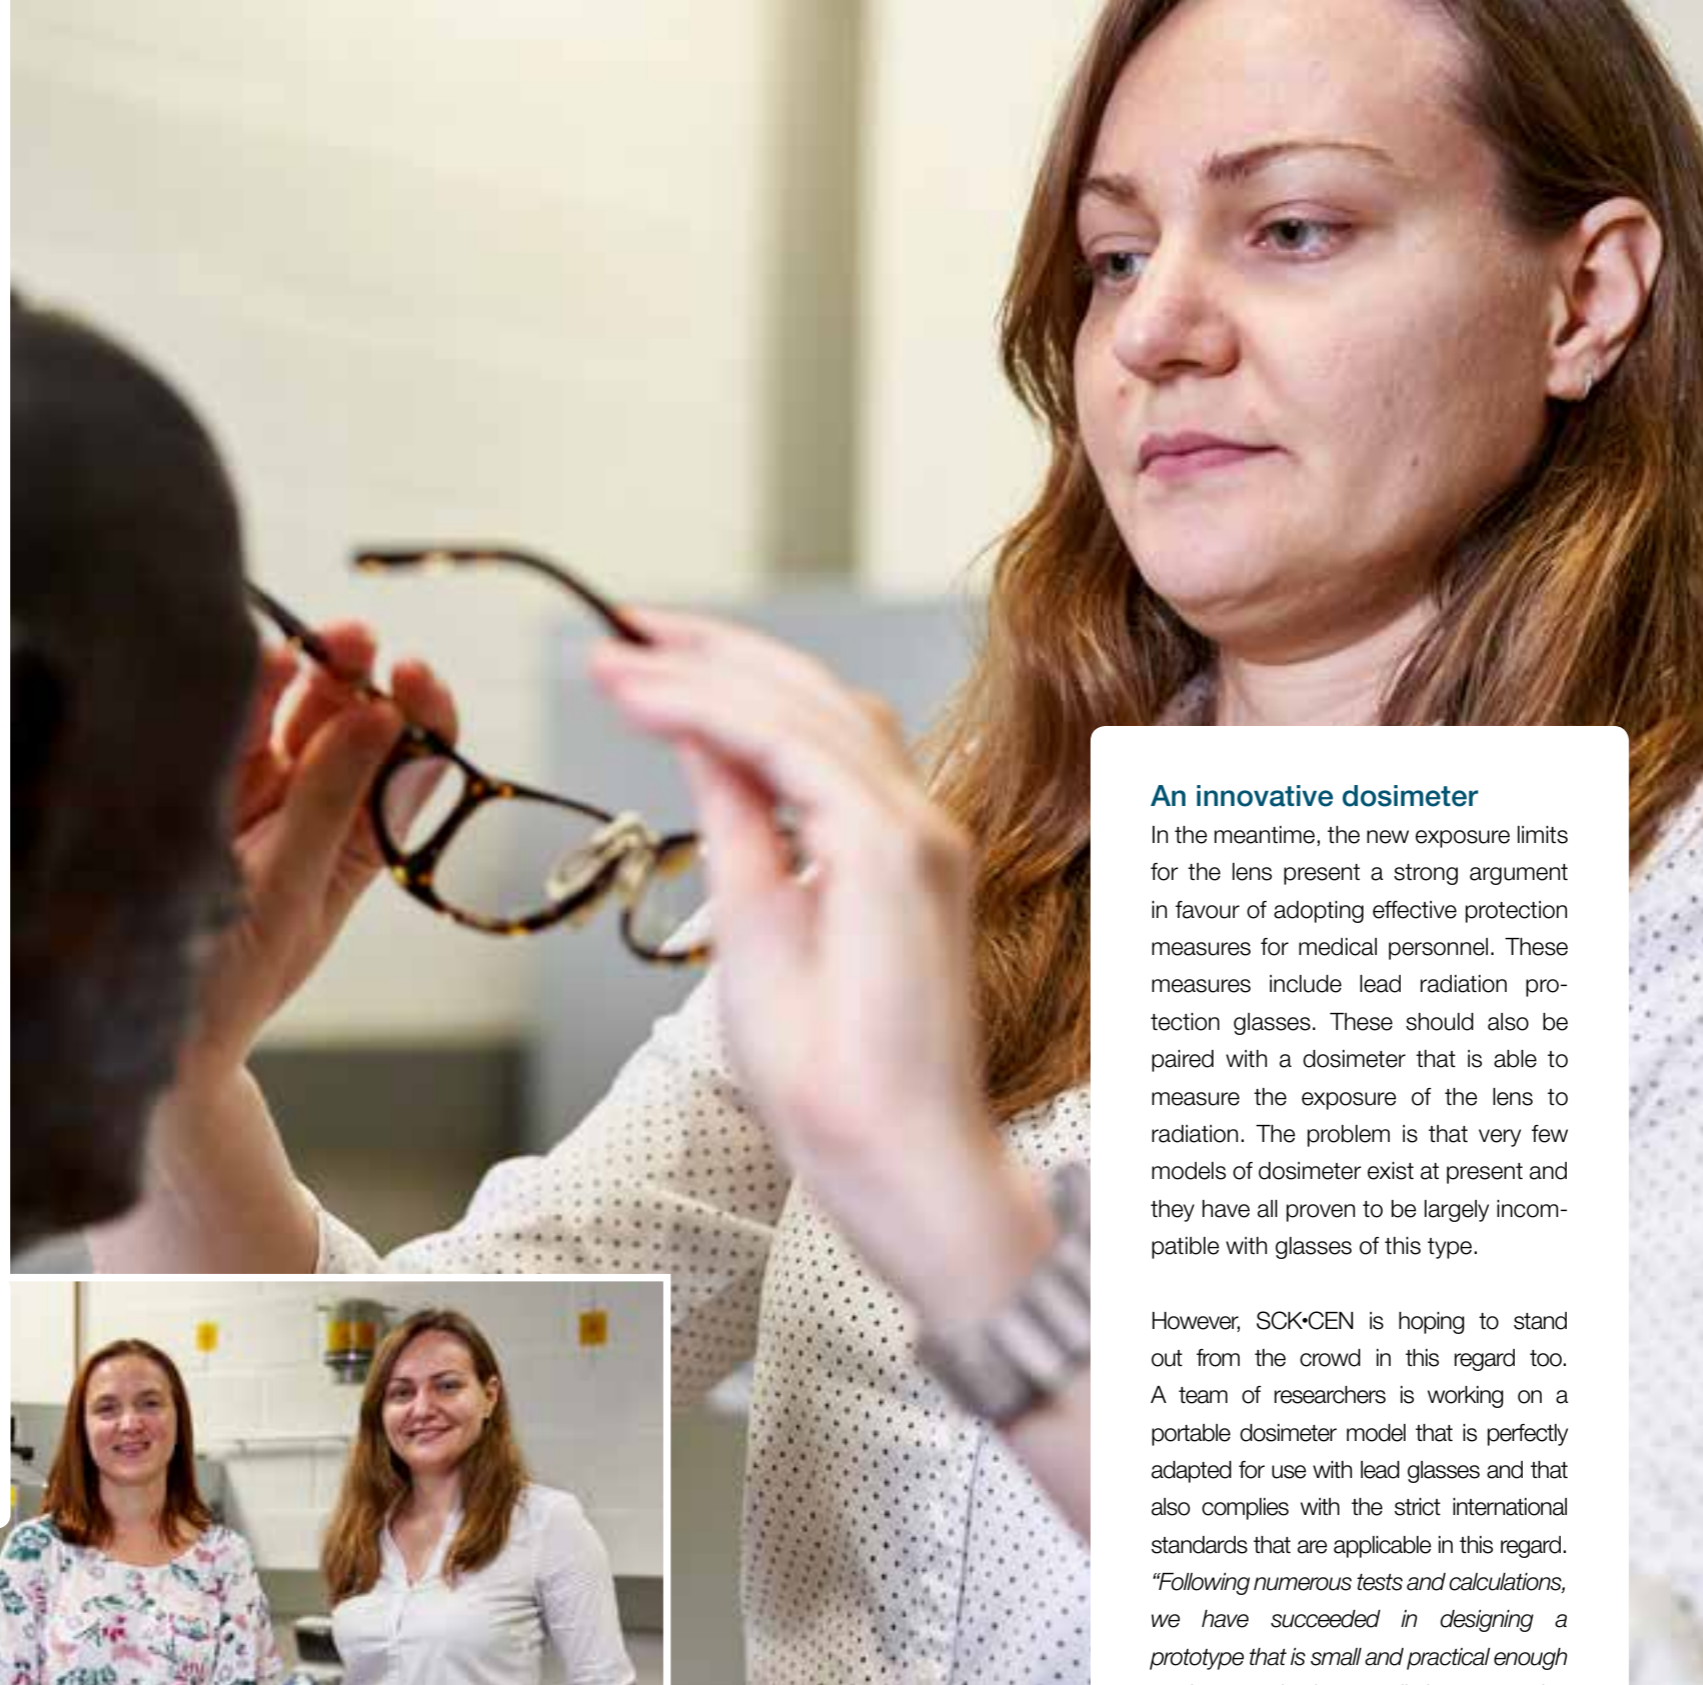 An innovative dosimeter
In the meantime, the new exposure limits
for the lens present a strong argument
in favour of adopting effective protection
measures for medical personnel. These
measures include lead radiation pro-
tection glasses. These should also be
paired with a dosimeter that is able to
measure the exposure of the lens to
radiation. The problem is that very few
models of dosimeter exist at present and
they have all proven to be largely incom-
patible with glasses of this type.
However, SCK•CEN is hoping to stand
out from the crowd in this regard too.
A team of researchers is working on a
portable dosimeter model that is perfectly
adapted for use with lead glasses and that
also complies with the strict international
standards that are applicable in this regard.
“Following numerous tests and calculations,
we have succeeded in designing a
prototype that is small and practical enough